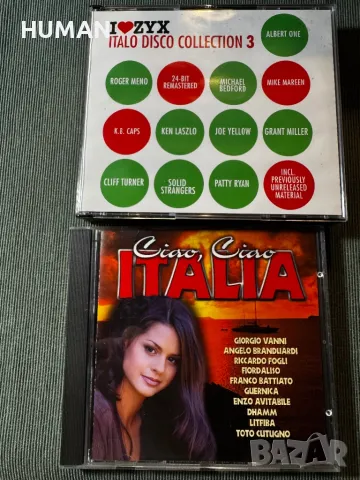 I ❤ ZYX
ITALO DISCO COLLECTION 3
ALBERT ONE
ROGER MENO
24-BIT
REMASTERED
MICHAEL
BEDFORD
MIKE MAREEN
K.B. CAPS
KEN LASZLO
JOE YELLOW
GRANT MILLER
CLIFF TURNER
SOLID
STRANGERS
PATTY RYAN
INCL.
PREVIOUSLY
UNRELEASED
MATERIAL
Ciao, Ciao
ITALIA
GIORGIO VANNI
ANGELO BRANDUARDI
RICCARDO FOGLI
FIORDALISO
FRANCO BATTIATO
GUERNICA
ENZO AVITABILE
DHAMM
LITFIBA
TOTO CUTUGNO
BAZAR